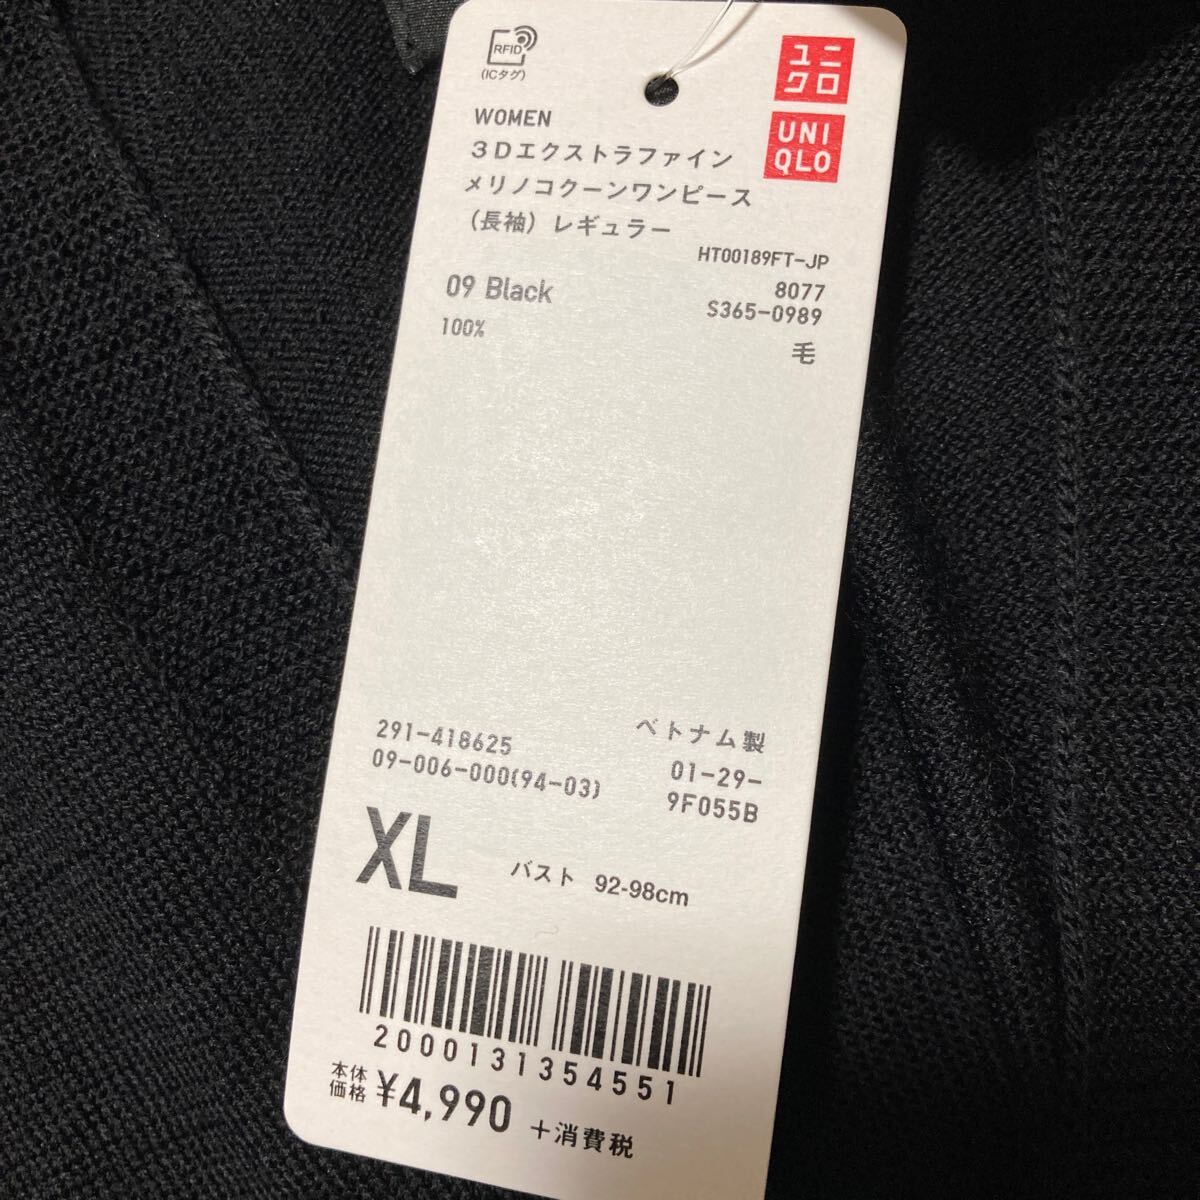 RFID
(ICタグ)
ユニ
クロ
UNI
QLO
WOMEN
3Dエクストラファイン
メリノコクーンワンピース
(長袖) レギュラー
HT00189FT-JP
09 Black
8077
S365-0989
100%
毛
291-418625
ベトナム製
09-006-000(94-03)
01-29-
9F055B
XL
バスト 92-98cm
2000131354551
本体
価格 ¥4,990 +消費税